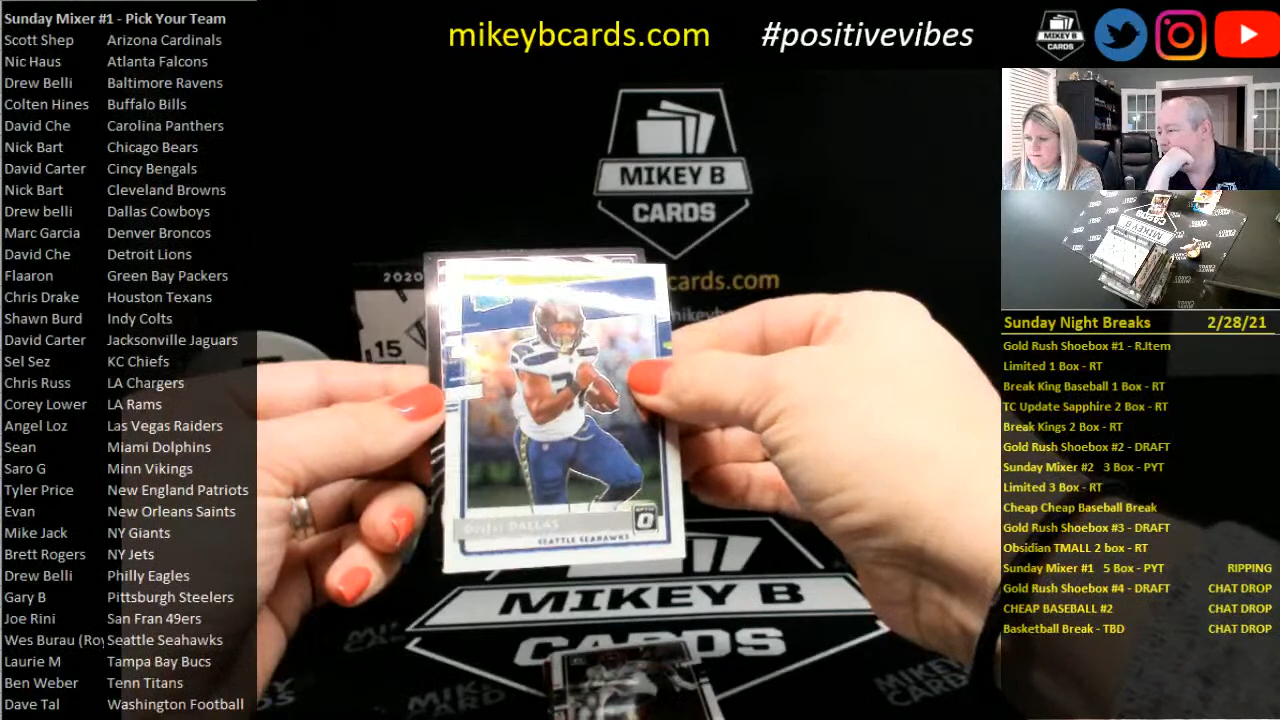 Sunday Mixer #1 - Pick Your Team
Scott Shep Arizona Cardinals
Nic Haus Atlanta Falcons
Drew Belli Baltimore Ravens
Colten Hines Buffalo Bills
David Che Carolina Panthers
Nick Bart Chicago Bears
David Carter Cincy Bengals
Nick Bart Cleveland Browns
Drew belli Dallas Cowboys
Marc Garcia Denver Broncos
David Che Detroit Lions
Flaaron Green Bay Packers
Chris Drake Houston Texans
Shawn Burd Indy Colts
David Carter Jacksonville Jaguars
Sel Sez KC Chiefs
Chris Russ LA Chargers
Corey Lower LA Rams
Angel Loz Las Vegas Raiders
Sean Miami Dolphins
Saro G Minn Vikings
Tyler Price New England Patriots
Evan New Orleans Saints
Mike Jack NY Giants
Brett Rogers NY Jets
Drew Belli Philly Eagles
Gary B Pittsburgh Steelers
Joe Rini San Fran 49ers
Wes Burau (Roy Seattle Seahawks
Laurie M Tampa Bay Bucs
Ben Weber Tenn Titans
Dave Tal Washington Football
mikeybcards.com #positivevibes
MIKEY B
CARDS
2020
cards.com
15
DALLAS
SEATTLE SEAHAWKS
MIKEY B
CARDS
MIKEY B
CARDS
Sunday Night Breaks 2/28/21
Gold Rush Shoebox #1 - R.Item
Limited 1 Box - RT
Break King Baseball 1 Box - RT
TC Update Sapphire 2 Box - RT
Break Kings 2 Box - RT
Gold Rush Shoebox #2 - DRAFT
Sunday Mixer #2 3 Box - PYT
Limited 3 Box - RT
Cheap Cheap Baseball Break
Gold Rush Shoebox #3 - DRAFT
Obsidian TMALL 2 box - RT
Sunday Mixer #1 5 Box - PYT RIPPING
Gold Rush Shoebox #4 - DRAFT CHAT DROP
CHEAP BASEBALL #2 CHAT DROP
Basketball Break - TBD CHAT DROP